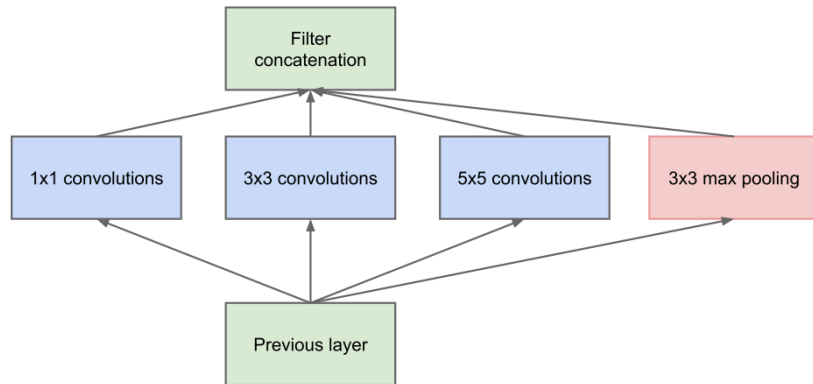 Filter
concatenation
1x1 convolutions
3x3 convolutions
5x5 convolutions
3x3 max pooling
Previous layer